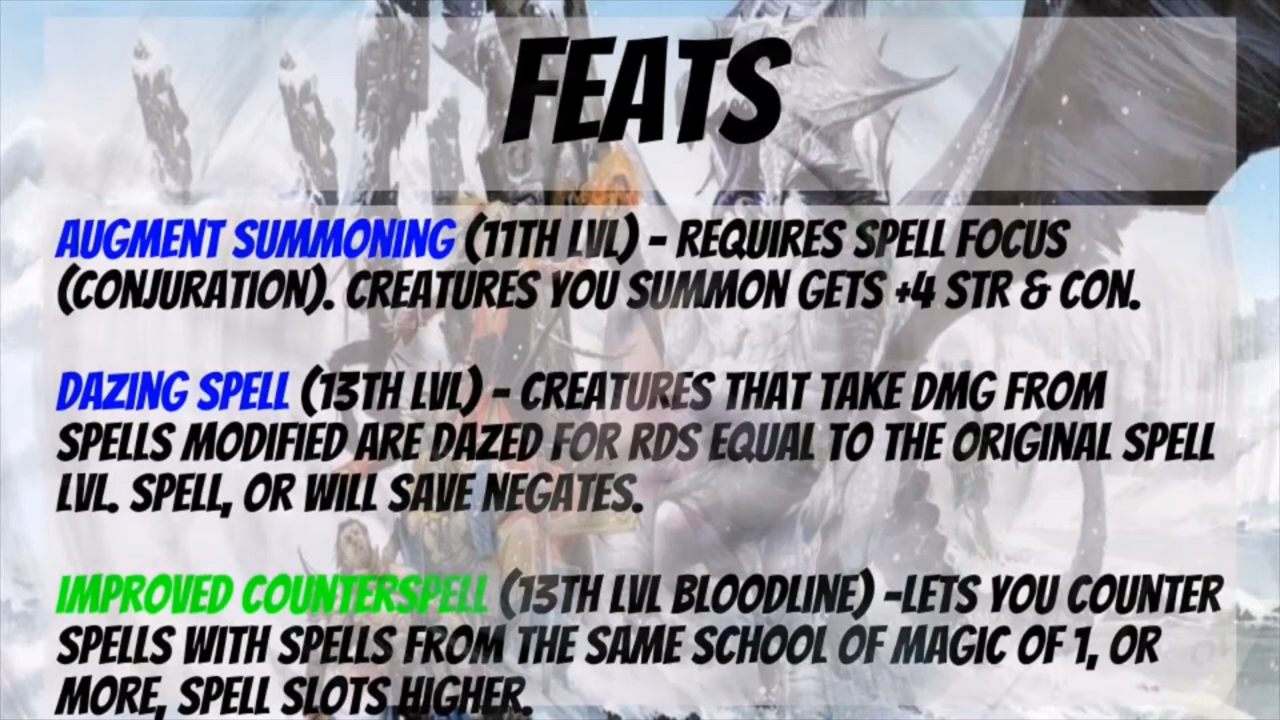 FEATS
AUGMENT SUMMONING (11TH LVL) - REQUIRES SPELL FOCUS
(CONJURATION). CREATURES YOU SUMMON GETS +4 STR & CON.
DAZING SPELL (13TH LVL) - CREATURES THAT TAKE DMG FROM
SPELLS MODIFIED ARE DAZED FOR RDS EQUAL TO THE ORIGINAL SPELL
LVL. SPELL, OR WILL SAVE NEGATES.
IMPROVED COUNTERSPELL (13TH LVL BLOODLINE) -LETS YOU COUNTER
SPELLS WITH SPELLS FROM THE SAME SCHOOL OF MAGIC OF 1, OR
MORE, SPELL SLOTS HIGHER.